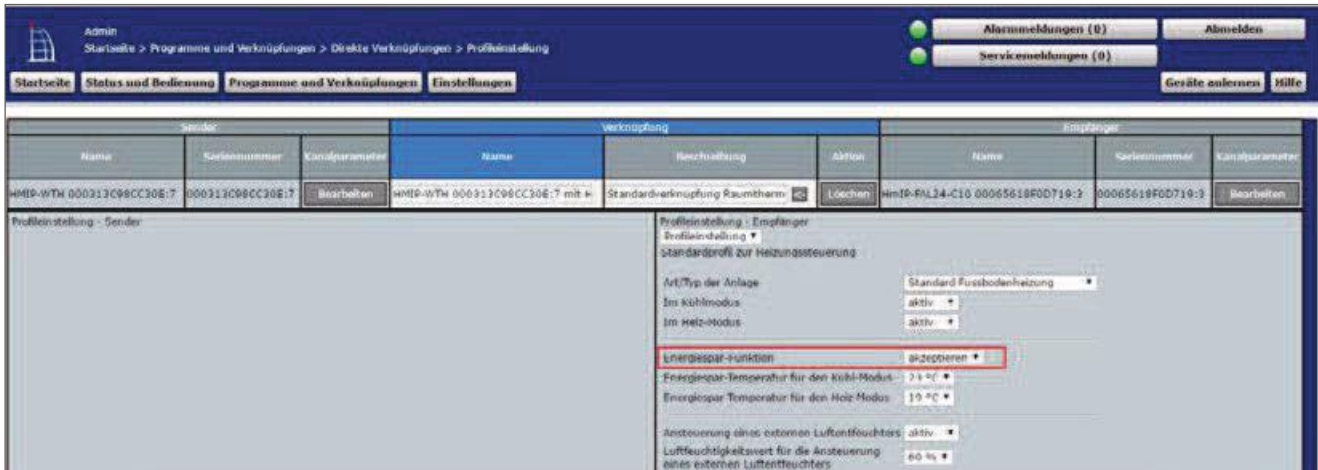 Admin
Startseite > Programme und Verknüpfungen > Direkte Verknüpfungen > Profileinstellung
Alarmmeldungen (0)
Abmelden
Servicemeldungen (0)
Startseite
Status und Bedienung
Programme und Verknüpfungen
Einstellungen
Geräte anlernen
Hilfe
Sender
Verknüpfung
Empfänger
Name
Seriennummer
Kanalparameter
Name
Beschreibung
Aktion
Name
Seriennummer
Kanalparameter
HMIP-WTH 000313C98CC30E:7
000313C98CC30E:7
Bearbeiten
HMIP-WTH 000313C98CC30E:7 mit H
Standardverknüpfung Raumtherm
Löschen
HmIP-FAL24-C10 00065618F0D719:3
00065618F0D719:3
Bearbeiten
Profileinstellung - Sender
Profileinstellung - Empfänger
Profileinstellung
Standardprofil zur Heizungssteuerung
Art/Typ der Anlage
Standard Fussbodenheizung
Im Kühlmodus
aktiv
Im Heiz-Modus
aktiv
Energiespar-Funktion
akzeptieren
Energiespar-Temperatur für den Kühl-Modus
Energiespar Temperatur für den Heiz Modus
19 °C
Ansteuerung eines externen Luftentfeuchters
aktiv
Luftfeuchtigkeitswert für die Ansteuerung
eines externen Luftentfeuchters
60 %